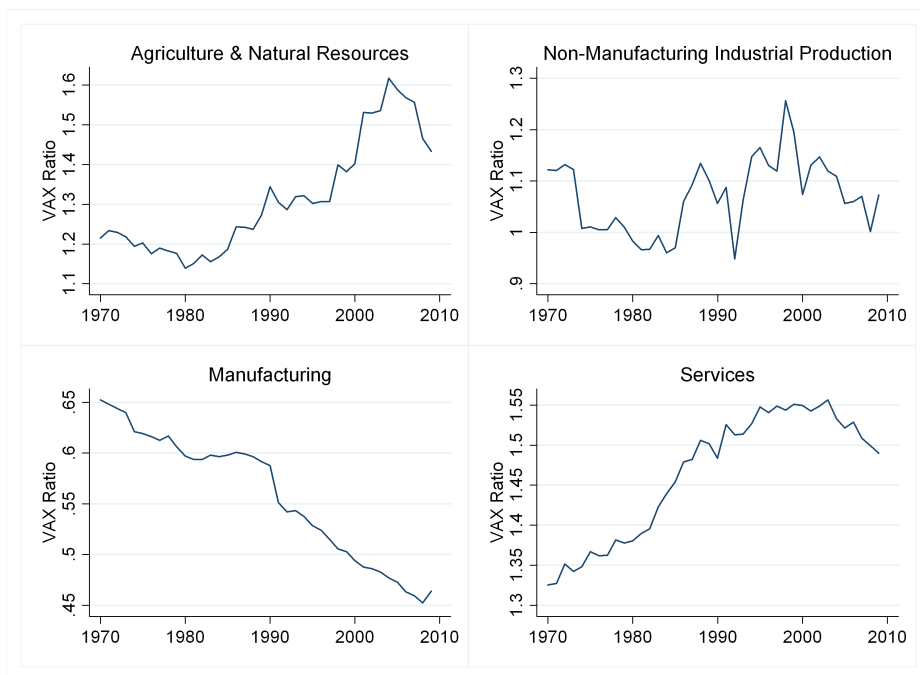 Agriculture & Natural Resources
VAX Ratio
1.6
1.5
1.4
1.3
1.2
1.1
1970 1980 1990 2000 2010
Non-Manufacturing Industrial Production
VAX Ratio
1.3
1.2
1.1
1
.9
1970 1980 1990 2000 2010
Manufacturing
VAX Ratio
.65
.6
.55
.5
.45
1970 1980 1990 2000 2010
Services
VAX Ratio
1.55
1.5
1.45
1.4
1.35
1.3
1970 1980 1990 2000 2010